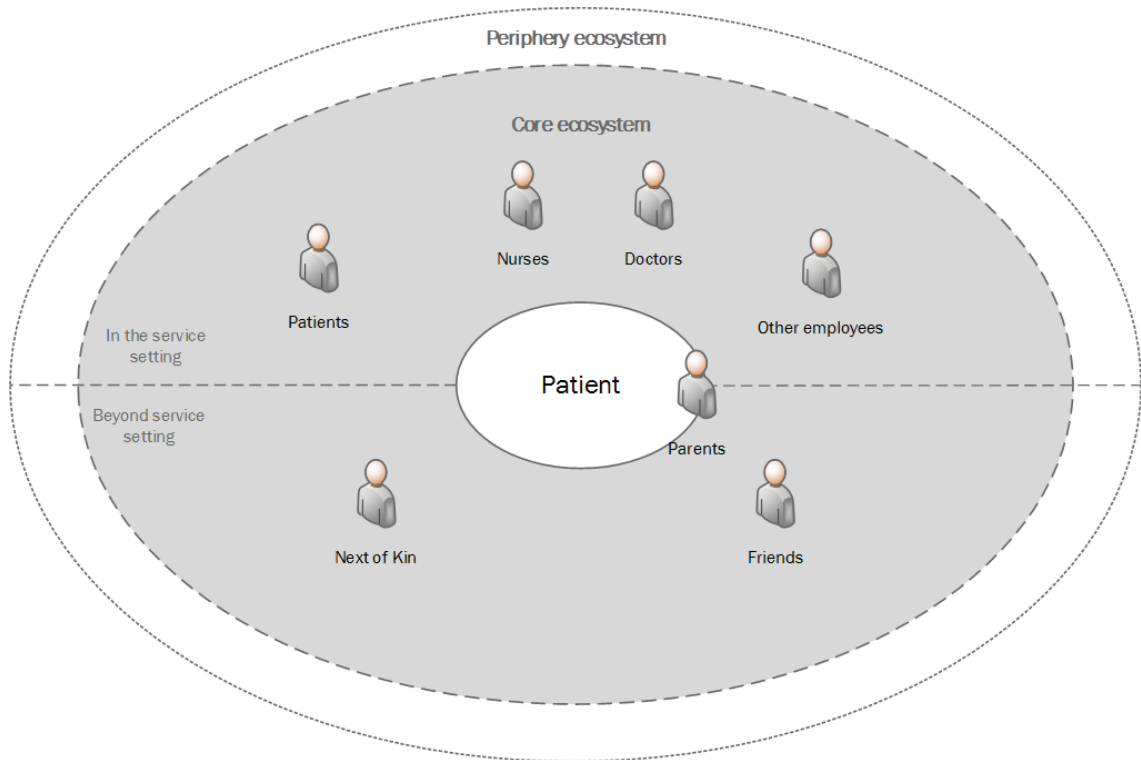 Periphery ecosystem
Core ecosystem
Nurses
Doctors
Patients
Other employees
In the service
setting
Patient
Beyond service
setting
Parents
Next of Kin
Friends